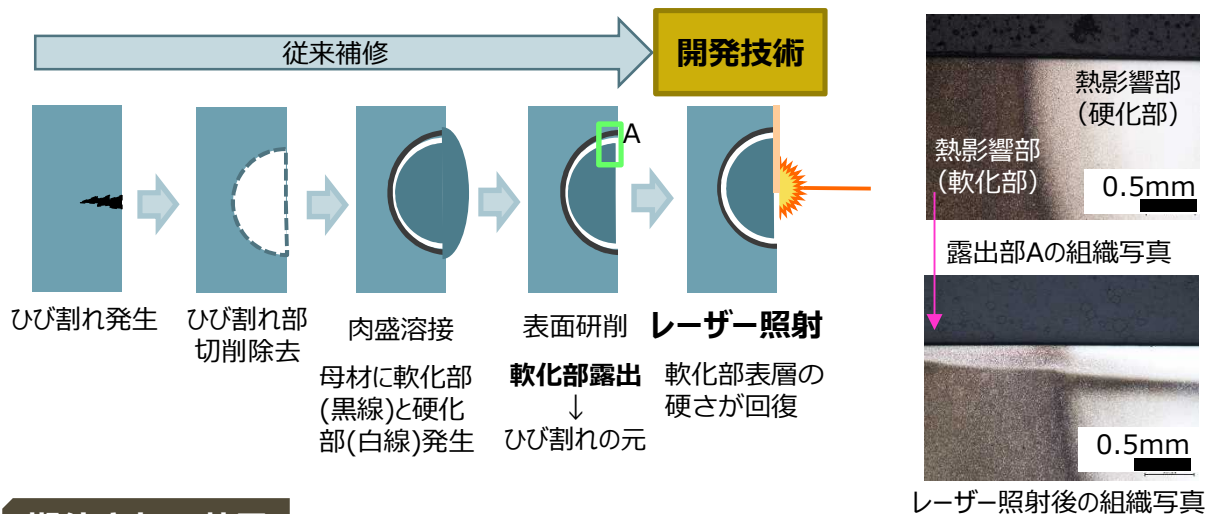 従来補修
開発技術
A
ひび割れ発生
ひび割れ部
切削除去
肉盛溶接
母材に軟化部
(黒線)と硬化
部(白線)発生
表面研削
軟化部露出
↓
ひび割れの元
レーザー照射
軟化部表層の
硬さが回復
熱影響部
（硬化部）
熱影響部
（軟化部）
0.5mm
露出部Aの組織写真
0.5mm
レーザー照射後の組織写真